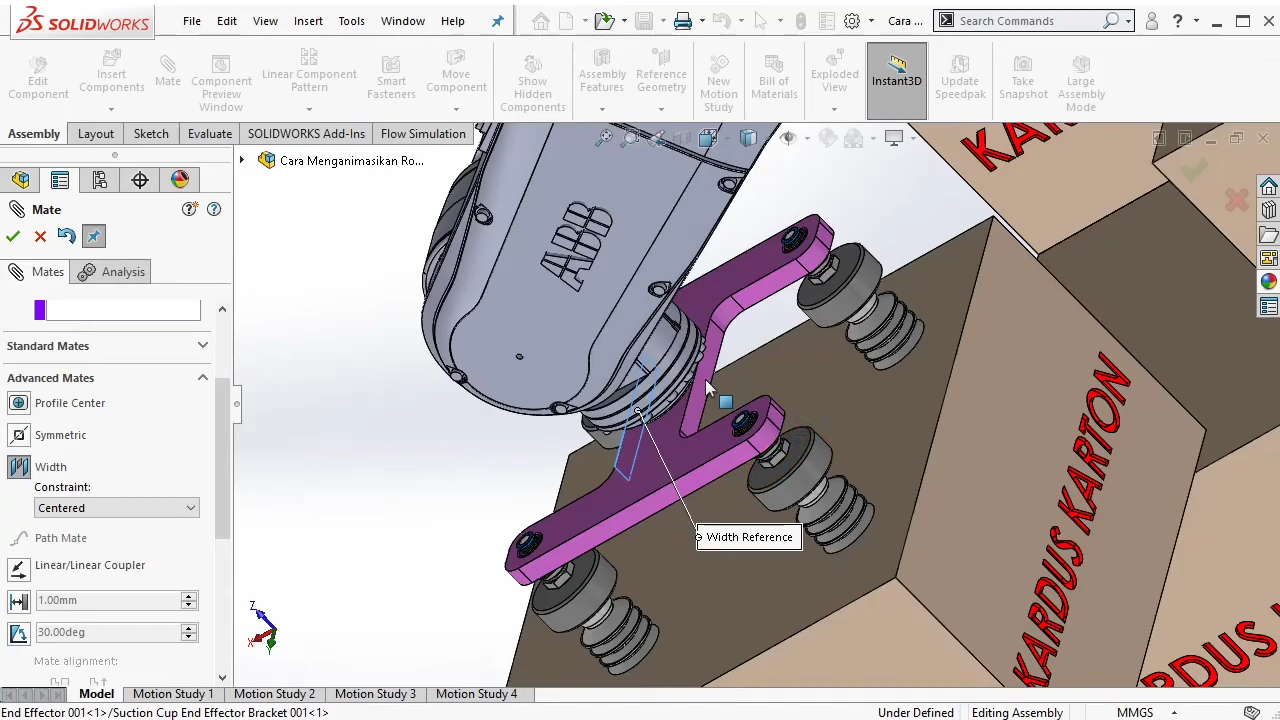 SOLIDWORKS
File Edit View Insert Tools Window Help
Cara ...
Search Commands
Edit Component
Insert Components
Mate
Component Preview Window
Linear Component Pattern
Smart Fasteners
Move Component
Show Hidden Components
Assembly Features
Reference Geometry
New Motion Study
Bill of Materials
Exploded View
Instant3D
Update Speedpak
Take Snapshot
Large Assembly Mode
Assembly Layout Sketch Evaluate SOLIDWORKS Add-Ins Flow Simulation
Cara Menganimasikan Ro...
Mate
Mates Analysis
Standard Mates
Advanced Mates
Profile Center
Symmetric
Width
Constraint:
Centered
Path Mate
Linear/Linear Coupler
1.00mm
30.00deg
Mate alignment:
ABB
Width Reference
KARDUS KARTON
Z
X
Model Motion Study 1 Motion Study 2 Motion Study 3 Motion Study 4
End Effector 001<1>/Suction Cup End Effector Bracket 001<1>
Under Defined Editing Assembly MMGS